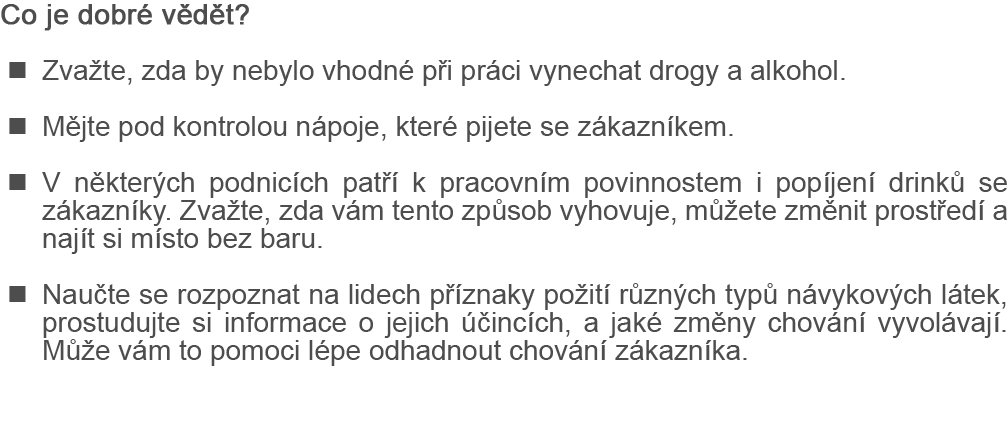 Co je dobré vědět?
■ Zvažte, zda by nebylo vhodné při práci vynechat drogy a alkohol.
■ Mějte pod kontrolou nápoje, které pijete se zákazníkem.
■ V některých podnicích patří k pracovním povinnostem i popíjení drinků se
zákazníky. Zvažte, zda vám tento způsob vyhovuje, můžete změnit prostředí a
najít si místo bez baru.
■ Naučte se rozpoznat na lidech příznaky požití různých typů návykových látek,
prostudujte si informace o jejich účincích, a jaké změny chování vyvolávají.
Může vám to pomoci lépe odhadnout chování zákazníka.